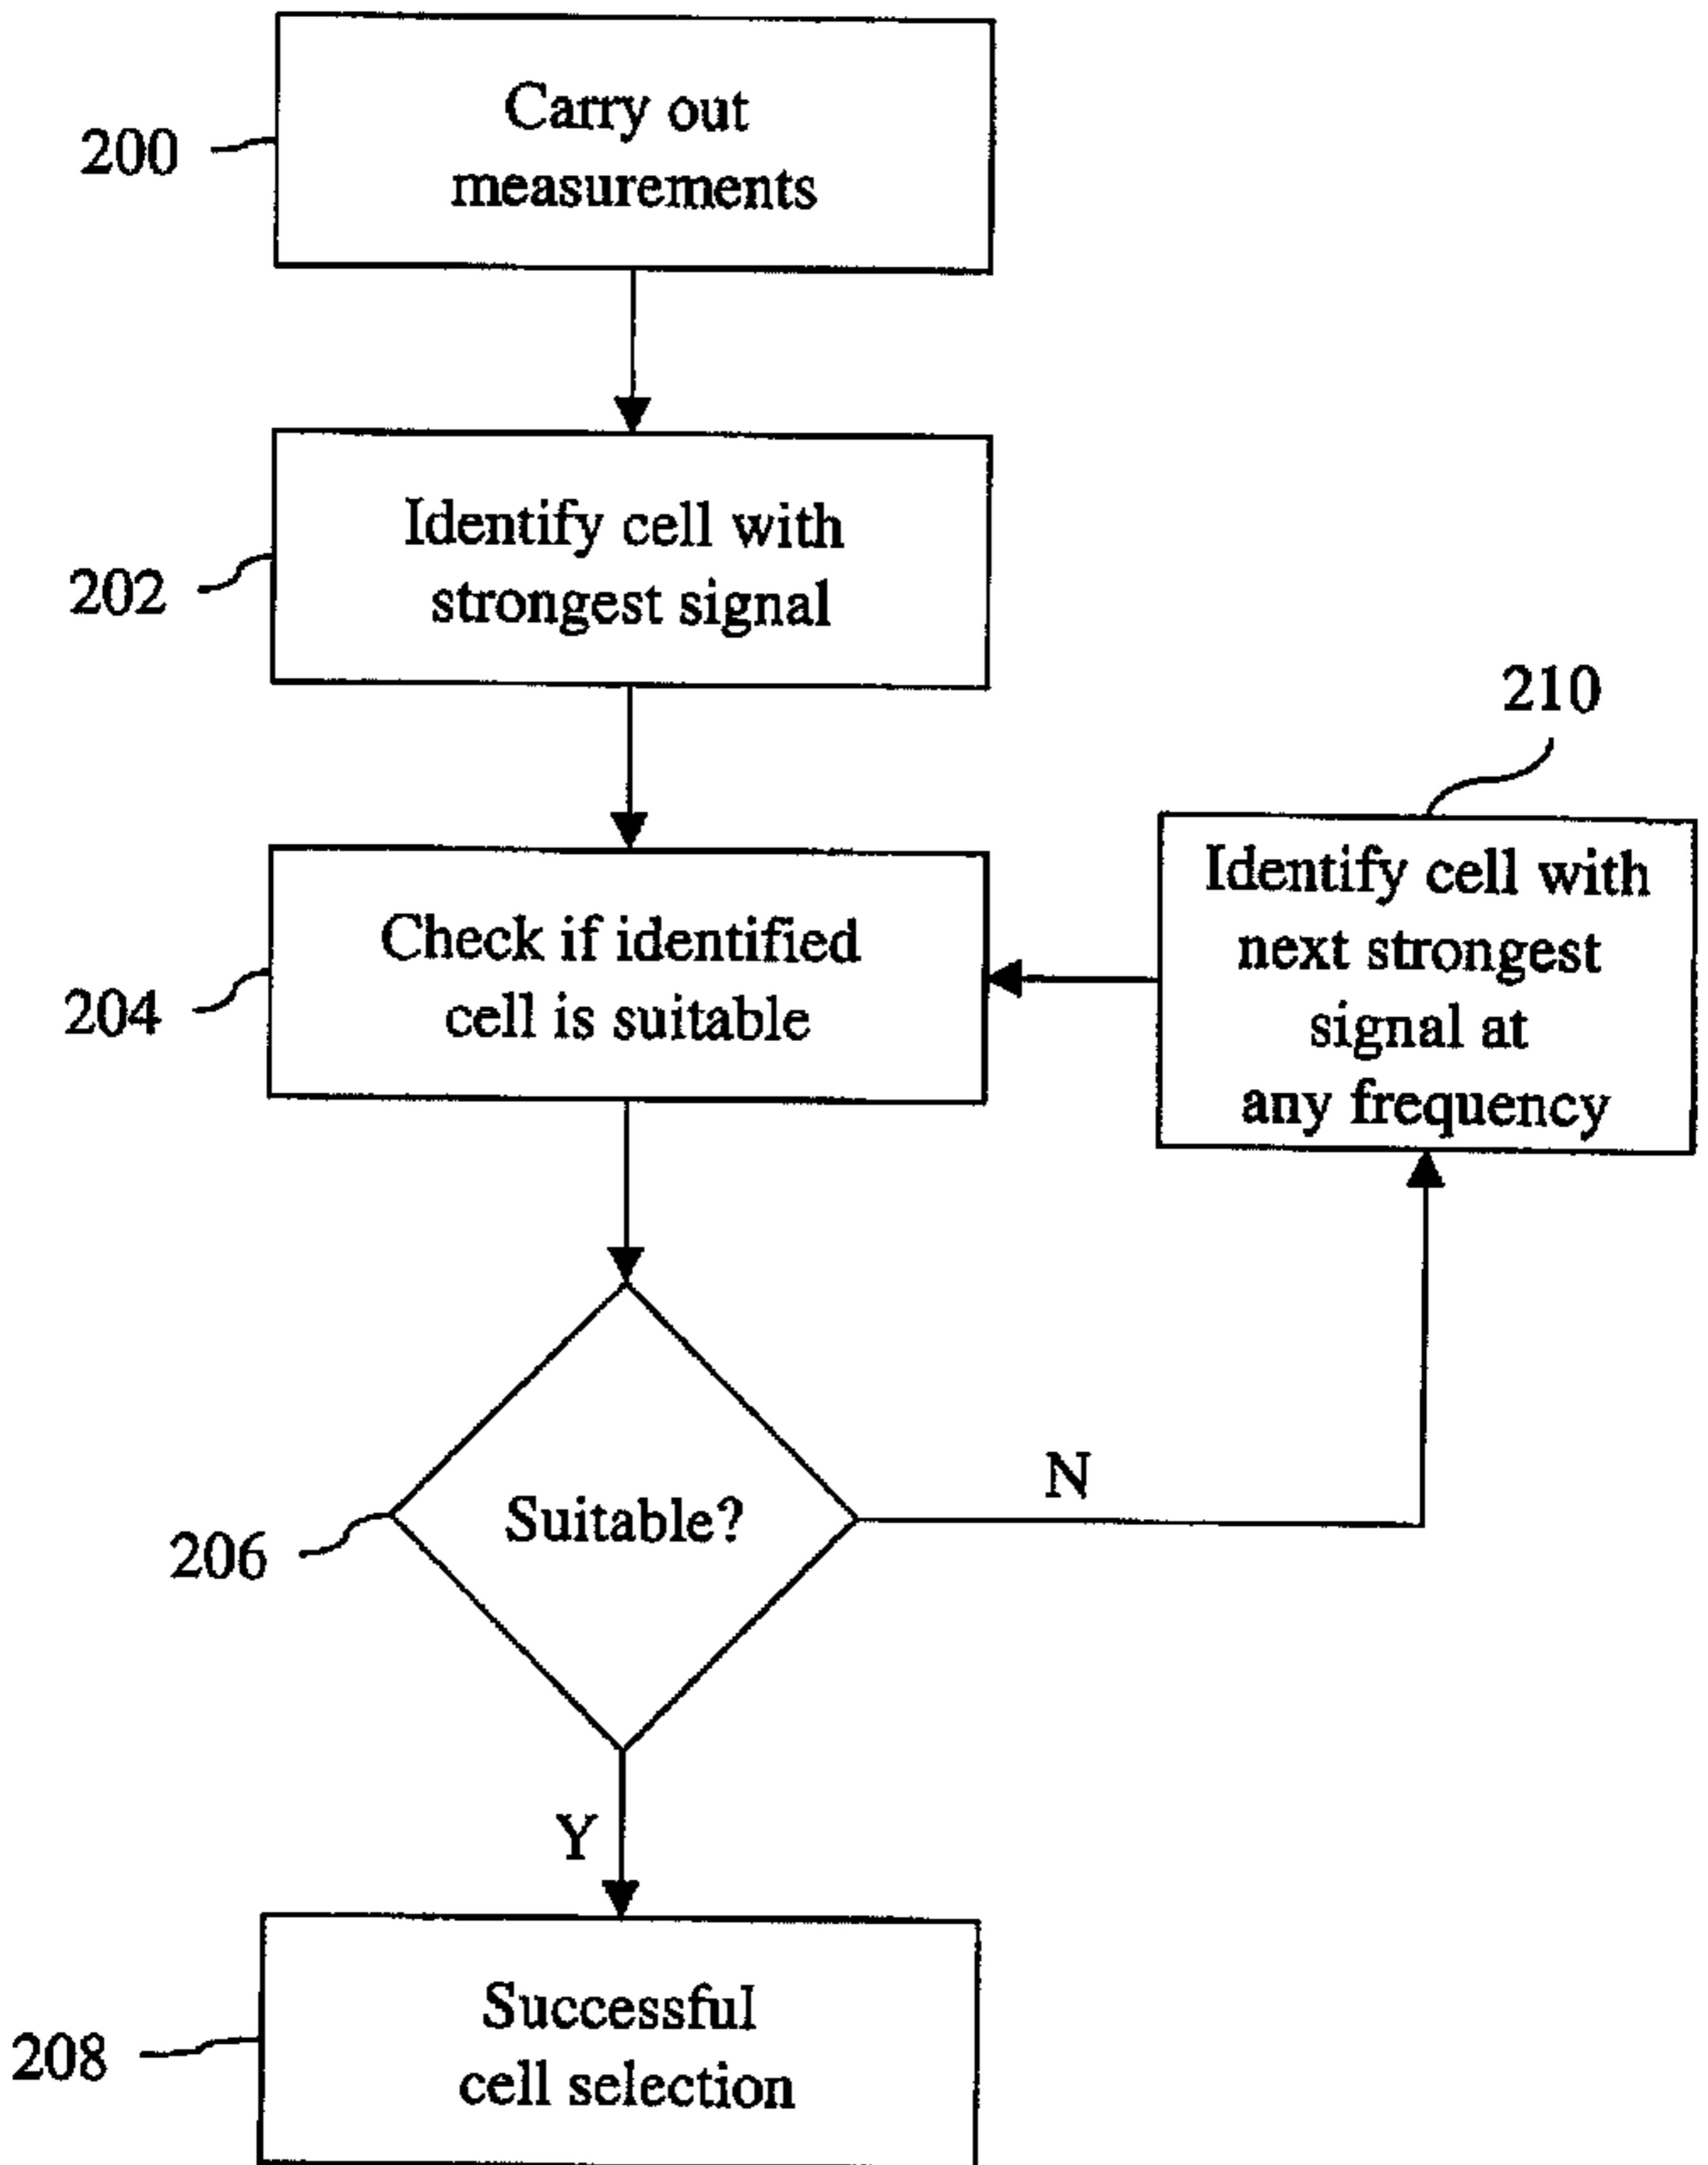 200
Carry out
measurements
202
Identify cell with
strongest signal
210
Identify cell with
next strongest
signal at
any frequency
204
Check if identified
cell is suitable
206
Suitable?
N
Y
208
Successful
cell selection